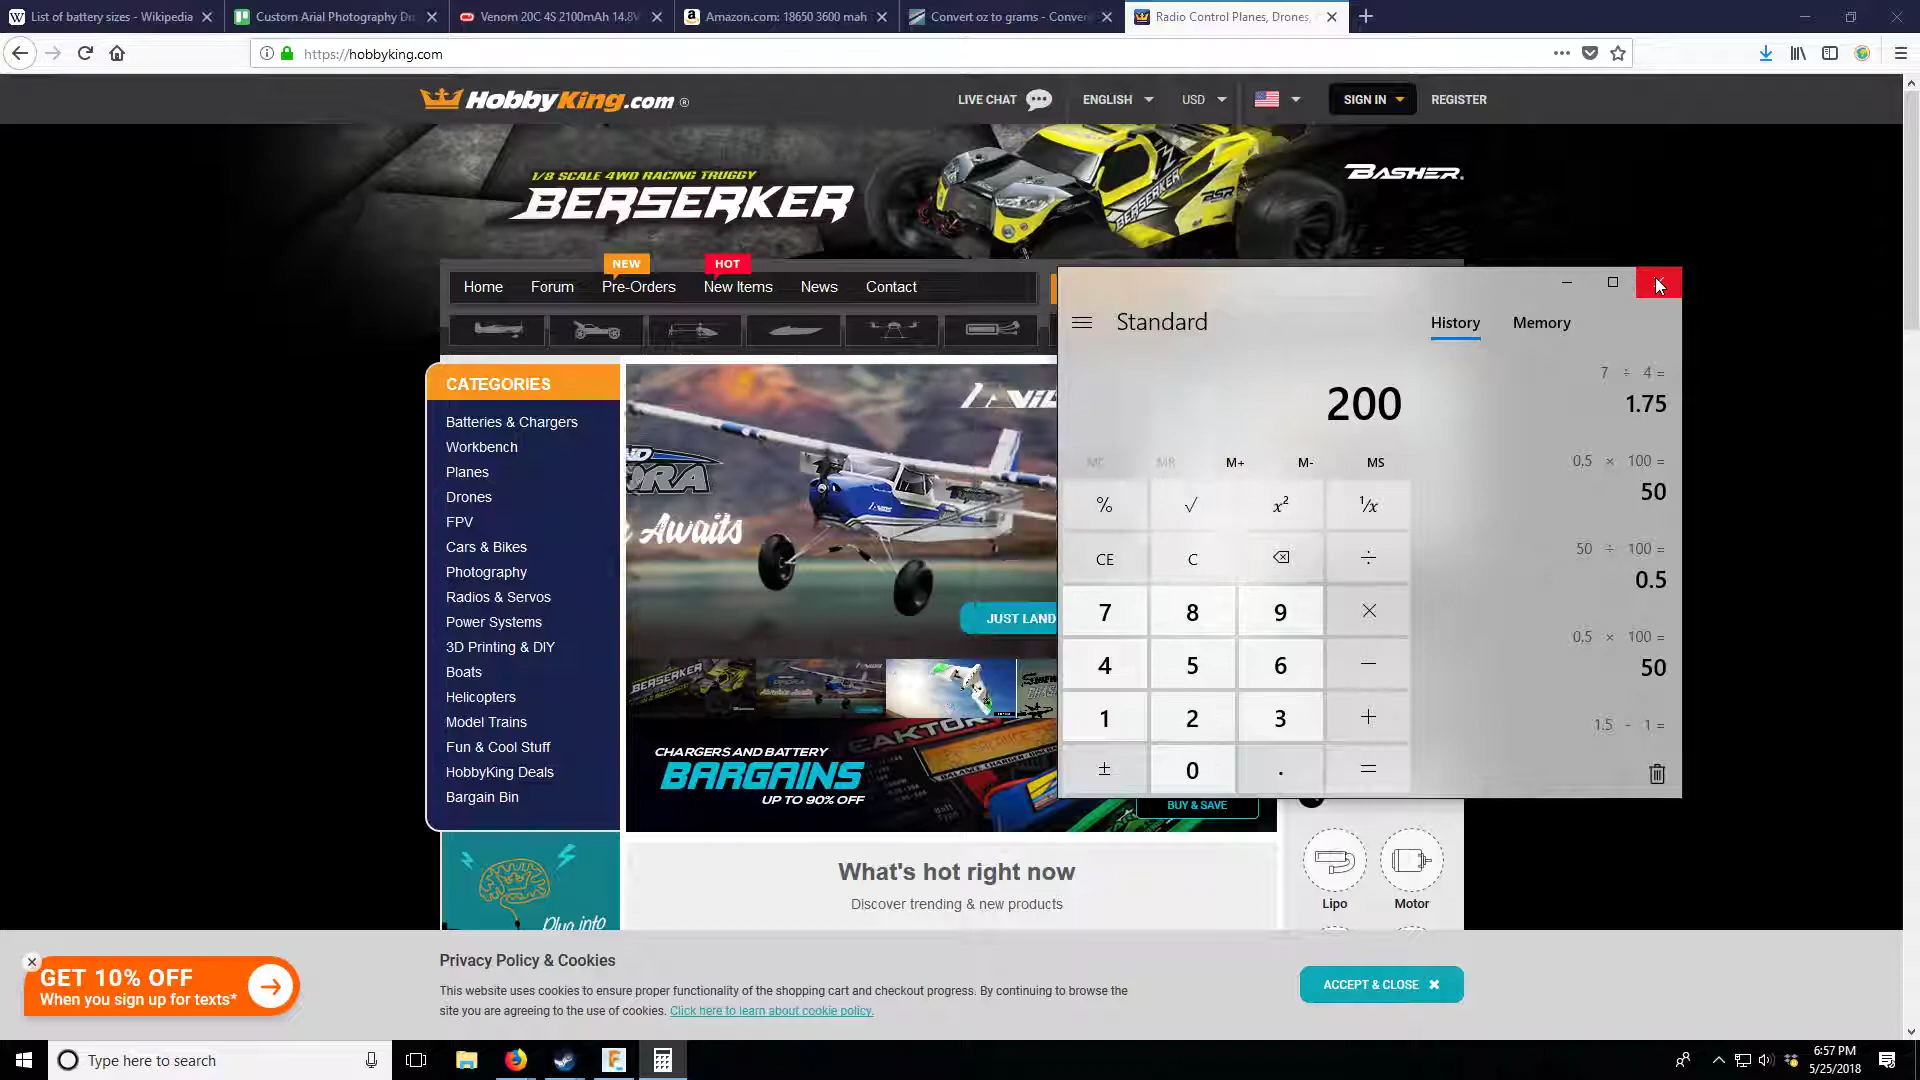 List of battery sizes - Wikipedia
Custom Arial Photography Dr
Venom 20C 4S 2100mAh 14.8V
Amazon.com: 18650 3600 mah
Convert oz to grams - Conver
Radio Control Planes, Drones,
https://hobbyking.com
HobbyKing.com ®
LIVE CHAT
ENGLISH
USD
SIGN IN
REGISTER
1/8 SCALE 4WD RACING TRUGGY
BERSERKER
BASHER.
NEW
HOT
Home
Forum
Pre-Orders
New Items
News
Contact
CATEGORIES
Batteries & Chargers
Workbench
Planes
Drones
FPV
Cars & Bikes
Photography
Radios & Servos
Power Systems
3D Printing & DIY
Boats
Helicopters
Model Trains
Fun & Cool Stuff
HobbyKing Deals
Bargain Bin
Awaits
JUST LAND
BERSERKER
CHARGERS AND BATTERY
BARGAINS
UP TO 90% OFF
BUY & SAVE
What's hot right now
Discover trending & new products
Plug into
Lipo
Motor
Standard
History
Memory
200
MC
MR
M+
M-
MS
%
√
x²
¹/x
CE
C
÷
7
8
9
×
4
5
6
−
1
2
3
+
±
0
.
=
7 ÷ 4 =
1.75
0.5 × 100 =
50
50 ÷ 100 =
0.5
0.5 × 100 =
50
1.5 - 1 =
GET 10% OFF
When you sign up for texts*
Privacy Policy & Cookies
This website uses cookies to ensure proper functionality of the shopping cart and checkout progress. By continuing to browse the
site you are agreeing to the use of cookies. Click here to learn about cookie policy.
ACCEPT & CLOSE
Type here to search
6:57 PM
5/25/2018